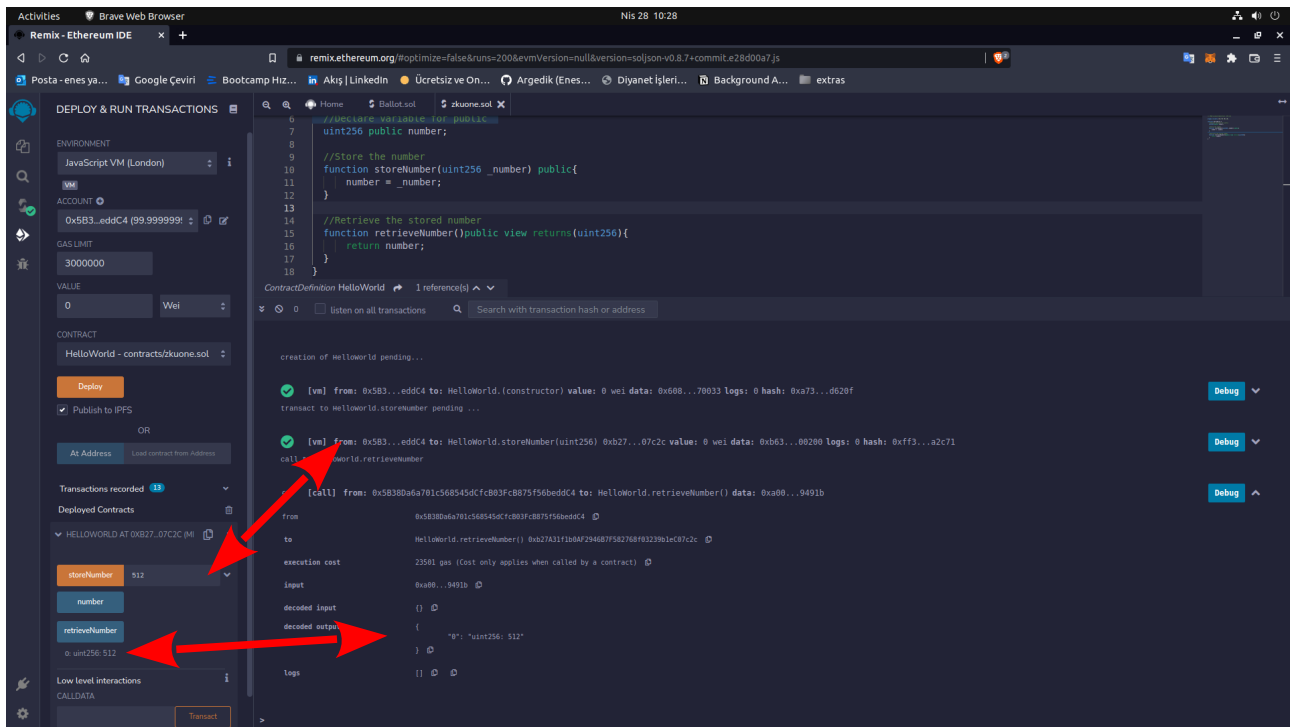 Activities Brave Web Browser Nis 28 10:28
Remix - Ethereum IDE × +
remix.ethereum.org/#optimize=false&runs=200&evmVersion=null&version=soljson-v0.8.7+commit.e28d00a7.js
Posta - enes ya... Google Çeviri Bootcamp Hız... Akış | LinkedIn Ücretsiz ve On... Argedik (Enes... Diyanet İşleri... Background A... extras
DEPLOY & RUN TRANSACTIONS
ENVIRONMENT
JavaScript VM (London)
VM
ACCOUNT
0x5B3...eddC4 (99.9999999
GAS LIMIT
3000000
VALUE
0 Wei
CONTRACT
HelloWorld - contracts/zkuone.sol
Deploy
Publish to IPFS
OR
At Address Load contract from Address
Transactions recorded 13
Deployed Contracts
HELLOWORLD AT 0XB27...07C2C (M
storeNumber 512
number
retrieveNumber
0: uint256: 512
Low level interactions
CALLDATA
Transact
Home Ballot.sol zkuone.sol
6 //Declare variable for public
7 uint256 public number;
8
9 //Store the number
10 function storeNumber(uint256 _number) public{
11 number = _number;
12 }
13
14 //Retrieve the stored number
15 function retrieveNumber()public view returns(uint256){
16 return number;
17 }
18 }
ContractDefinition HelloWorld 1 reference(s)
0 listen on all transactions Search with transaction hash or address
creation of HelloWorld pending...
[vm] from: 0x5B3...eddC4 to: HelloWorld.(constructor) value: 0 wei data: 0x608...70033 logs: 0 hash: 0xa73...d620f Debug
transact to HelloWorld.storeNumber pending ...
[vm] from: 0x5B3...eddC4 to: HelloWorld.storeNumber(uint256) 0xb27...07c2c value: 0 wei data: 0xb63...00200 logs: 0 hash: 0xff3...a2c71 Debug
call HelloWorld.retrieveNumber
[call] from: 0x5B38Da6a701c568545dCfcB03FcB875f56beddC4 to: HelloWorld.retrieveNumber() data: 0xa00...9491b Debug
from 0x5B38Da6a701c568545dCfcB03FcB875f56beddC4
to HelloWorld.retrieveNumber() 0xb27A31f1b0AF2946B7F582768f03239b1eC07c2c
execution cost 23501 gas (Cost only applies when called by a contract)
input 0xa00...9491b
decoded input {}
decoded output {
"0": "uint256: 512"
}
logs []
>